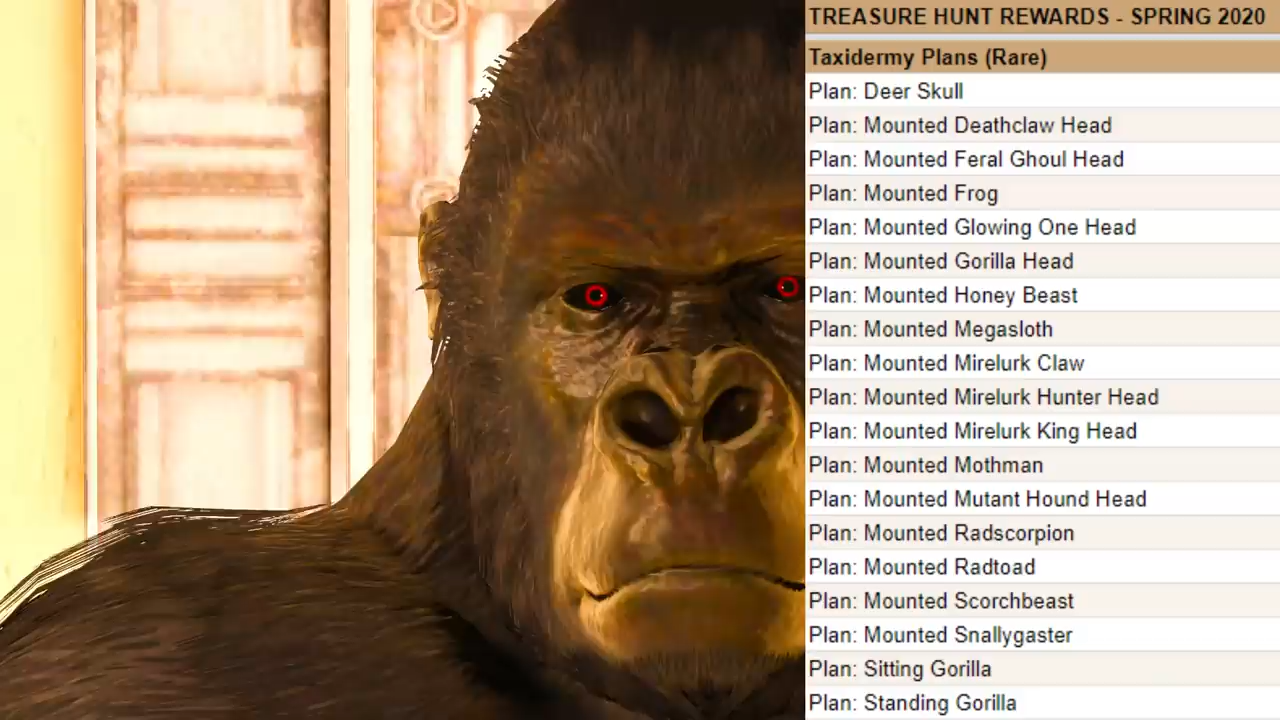 TREASURE HUNT REWARDS - SPRING 2020
Taxidermy Plans (Rare)
Plan: Deer Skull
Plan: Mounted Deathclaw Head
Plan: Mounted Feral Ghoul Head
Plan: Mounted Frog
Plan: Mounted Glowing One Head
Plan: Mounted Gorilla Head
Plan: Mounted Honey Beast
Plan: Mounted Megasloth
Plan: Mounted Mirelurk Claw
Plan: Mounted Mirelurk Hunter Head
Plan: Mounted Mirelurk King Head
Plan: Mounted Mothman
Plan: Mounted Mutant Hound Head
Plan: Mounted Radscorpion
Plan: Mounted Radtoad
Plan: Mounted Scorchbeast
Plan: Mounted Snallygaster
Plan: Sitting Gorilla
Plan: Standing Gorilla